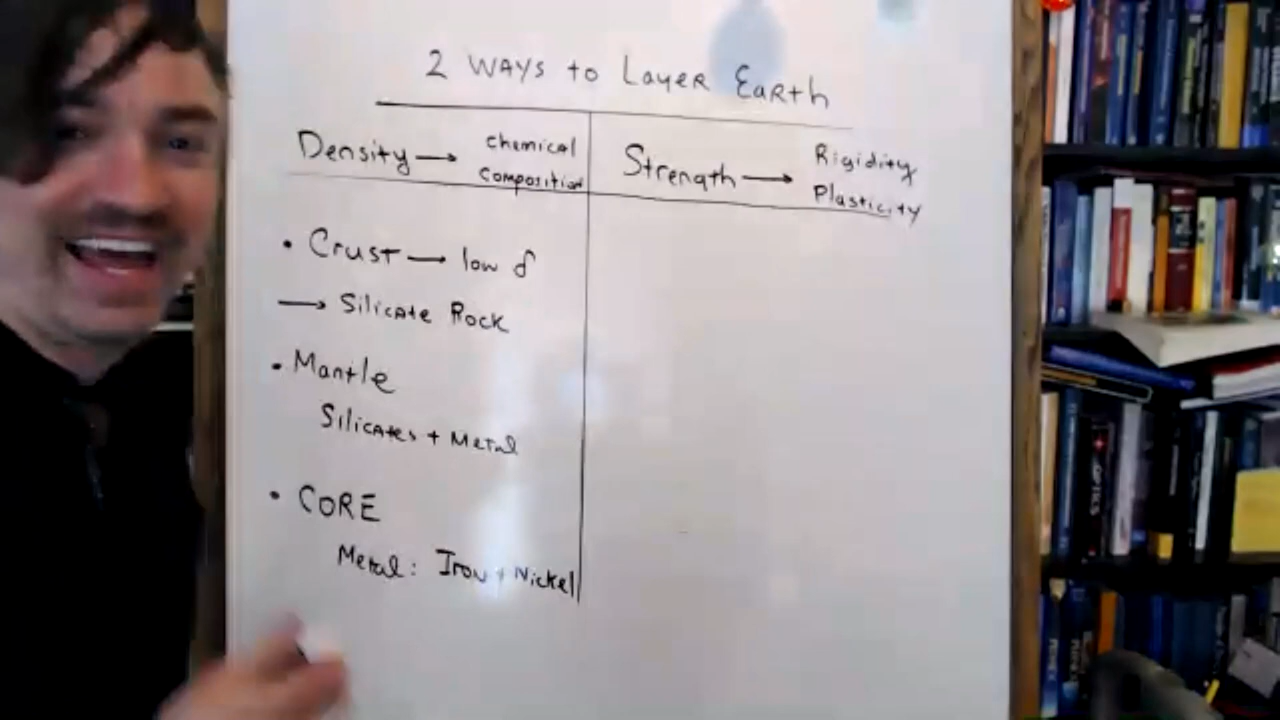 2 WAYS to Layer Earth
Density → chemical composition
Strength → Rigidity Plasticity
• Crust → low δ
→ Silicate Rock
• Mantle
Silicates + Metal
• CORE
Metal: Iron + Nickel
OPTICS